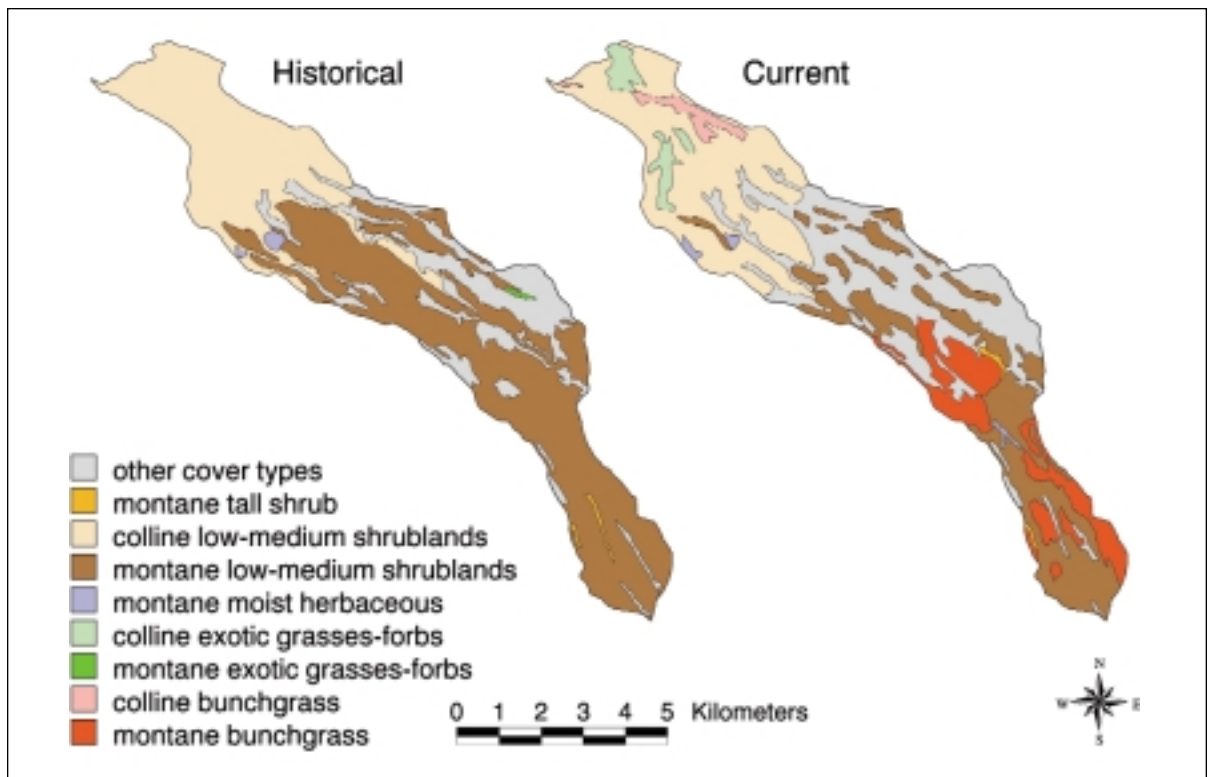 Historical
Current
other cover types
montane tall shrub
colline low-medium shrublands
montane low-medium shrublands
montane moist herbaceous
colline exotic grasses-forbs
montane exotic grasses-forbs
colline bunchgrass
montane bunchgrass
0 1 2 3 4 5 Kilometers
N
W E
S